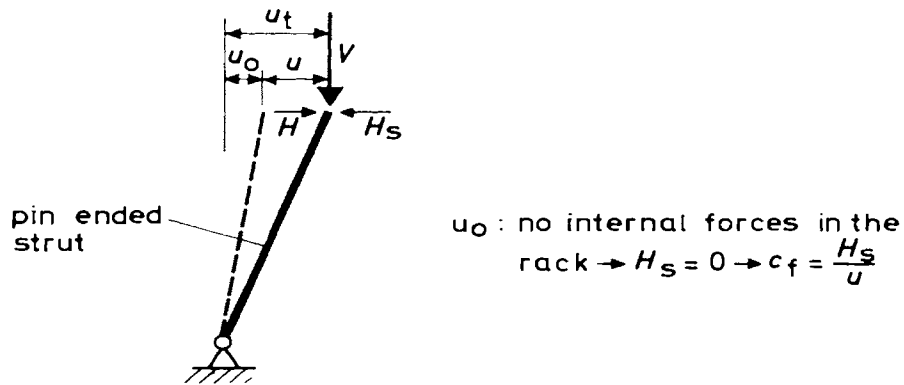 u_t
V
u_o u
H H_s
pin ended
strut
u_o : no internal forces in the
rack → H_s = 0 → c_f = H_s/u